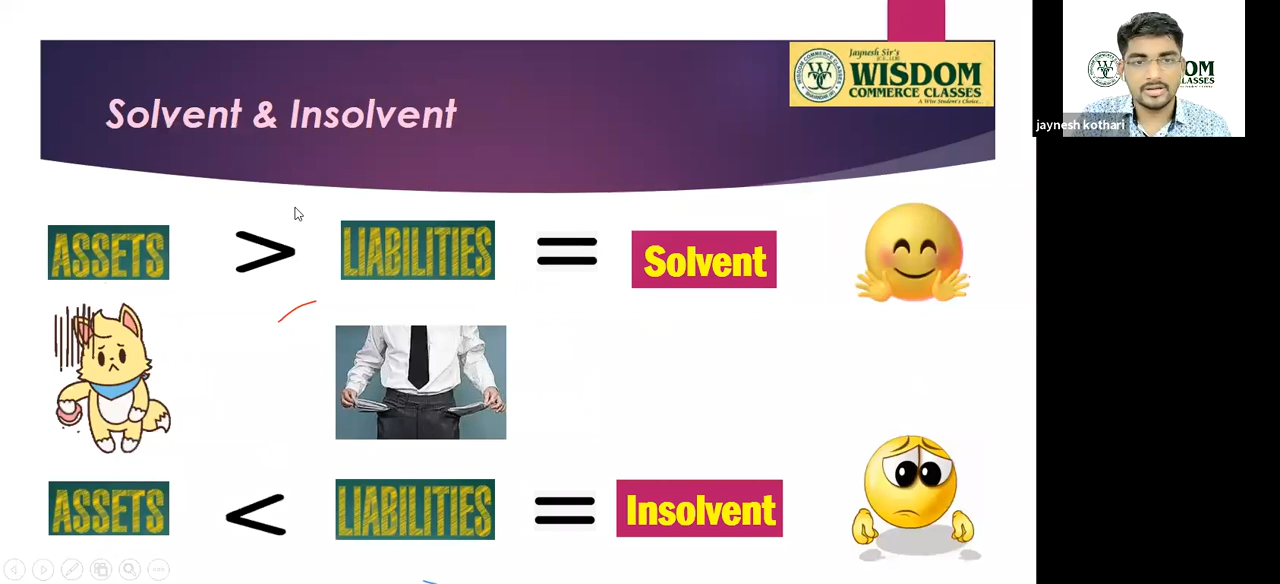 Jaynesh Sir's
WISDOM
COMMERCE CLASSES
A Wise Student's Choice...
Solvent & Insolvent
jaynesh kothari
ASSETS > LIABILITIES = Solvent
ASSETS < LIABILITIES = Insolvent